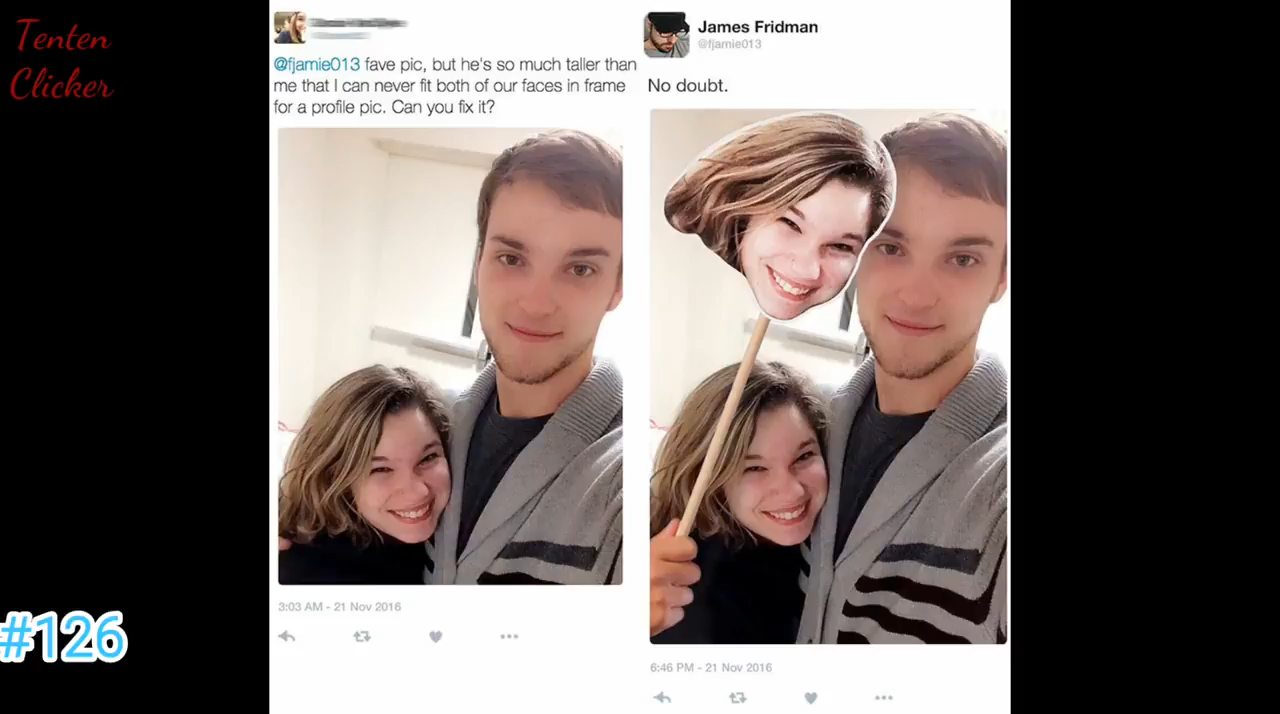 Tenten
Clicker
@fjamie013 fave pic, but he's so much taller than
me that I can never fit both of our faces in frame
for a profile pic. Can you fix it?
3:03 AM - 21 Nov 2016
James Fridman
@fjamie013
No doubt.
6:46 PM - 21 Nov 2016
#126